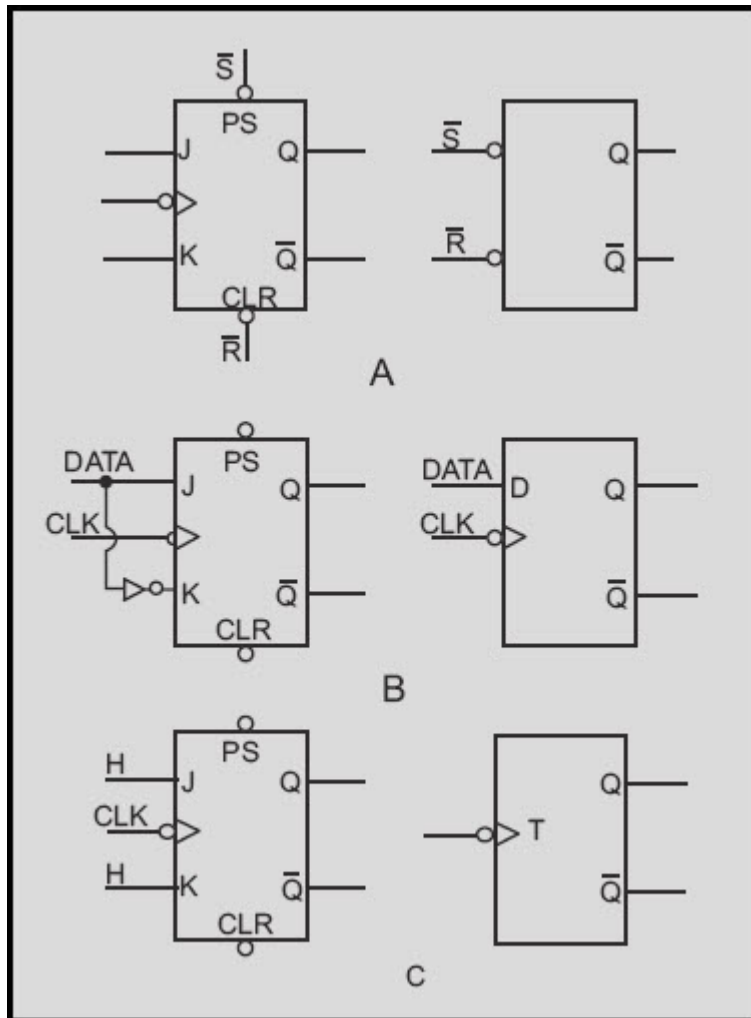 S̅
PS
J Q
K Q̅
CLR
R̅
S̅ Q
R̅ Q̅
A
DATA
PS
J Q
CLK
K Q̅
CLR
DATA D Q
CLK
Q̅
B
PS
H J Q
CLK
H K Q̅
CLR
Q
T
Q̅
C